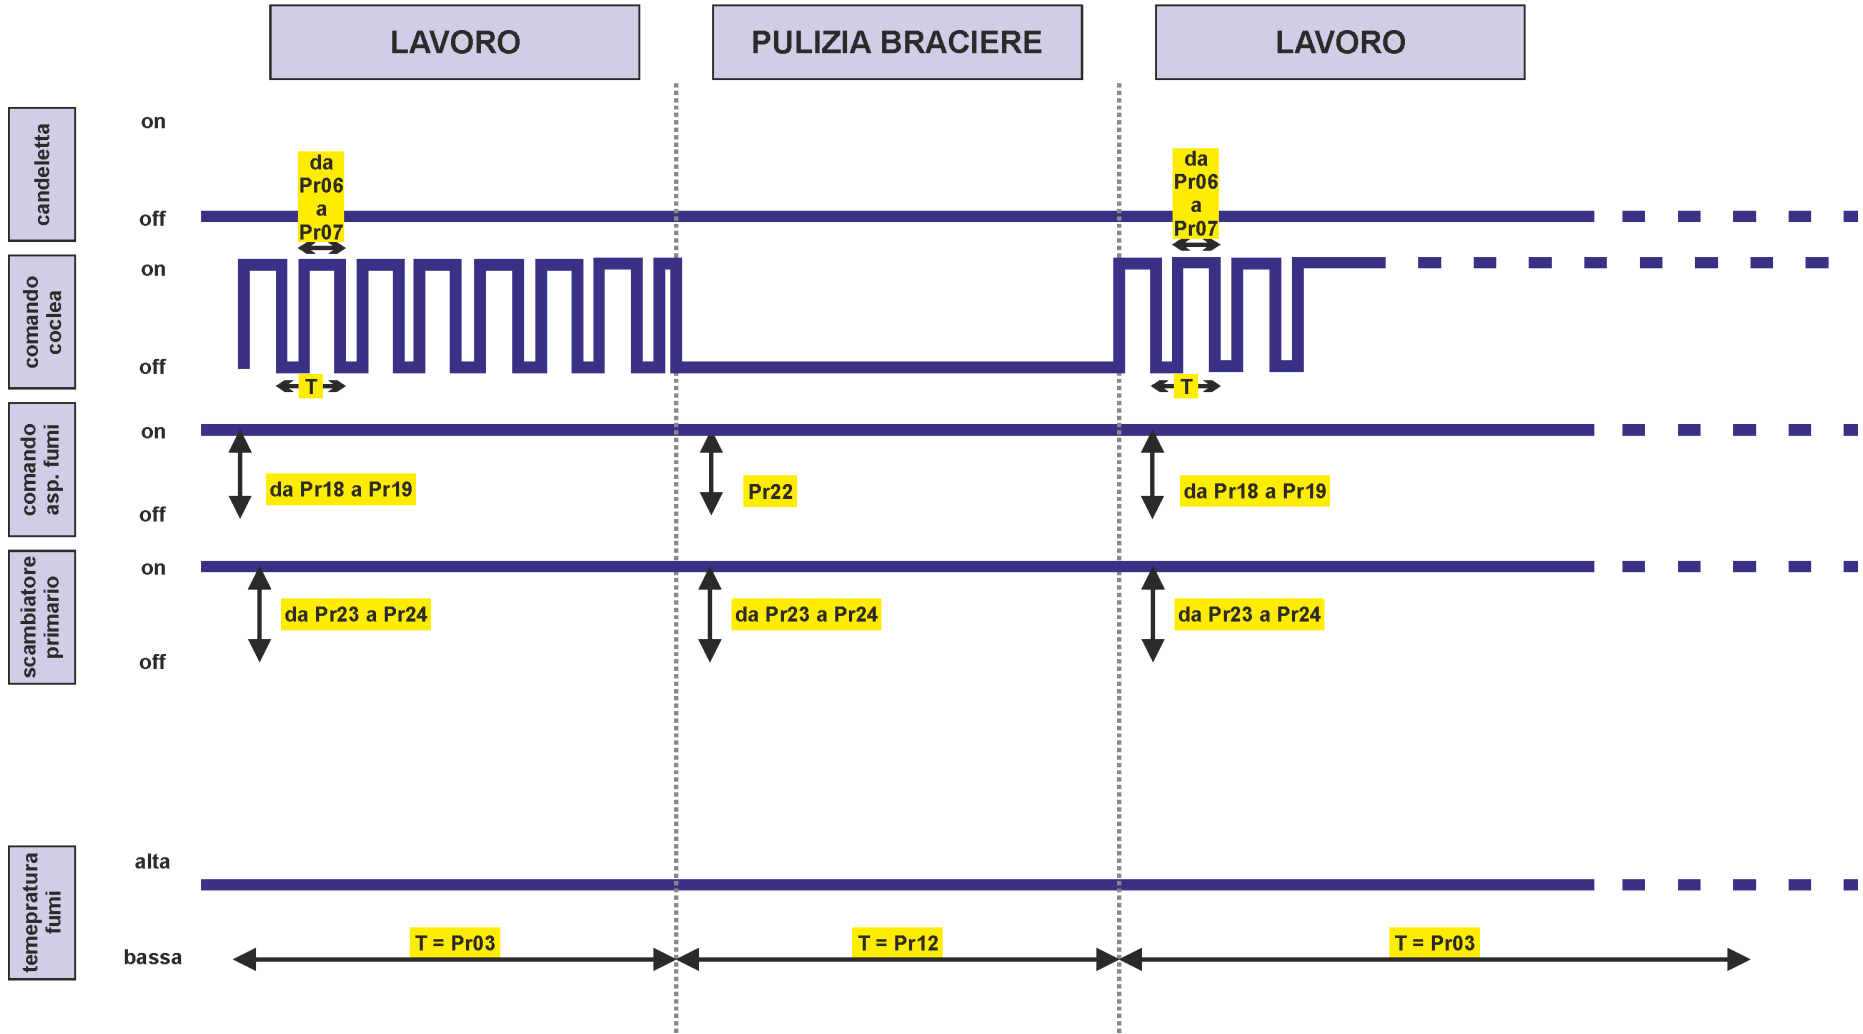 LAVORO
PULIZIA BRACIERE
LAVORO
candeletta
on
off
da
Pr06
a
Pr07
da
Pr06
a
Pr07
comando
coclea
on
off
T
T
comando
asp. fumi
on
off
da Pr18 a Pr19
Pr22
da Pr18 a Pr19
scambiatore
primario
on
off
da Pr23 a Pr24
da Pr23 a Pr24
da Pr23 a Pr24
temepratura
fumi
alta
bassa
T = Pr03
T = Pr12
T = Pr03